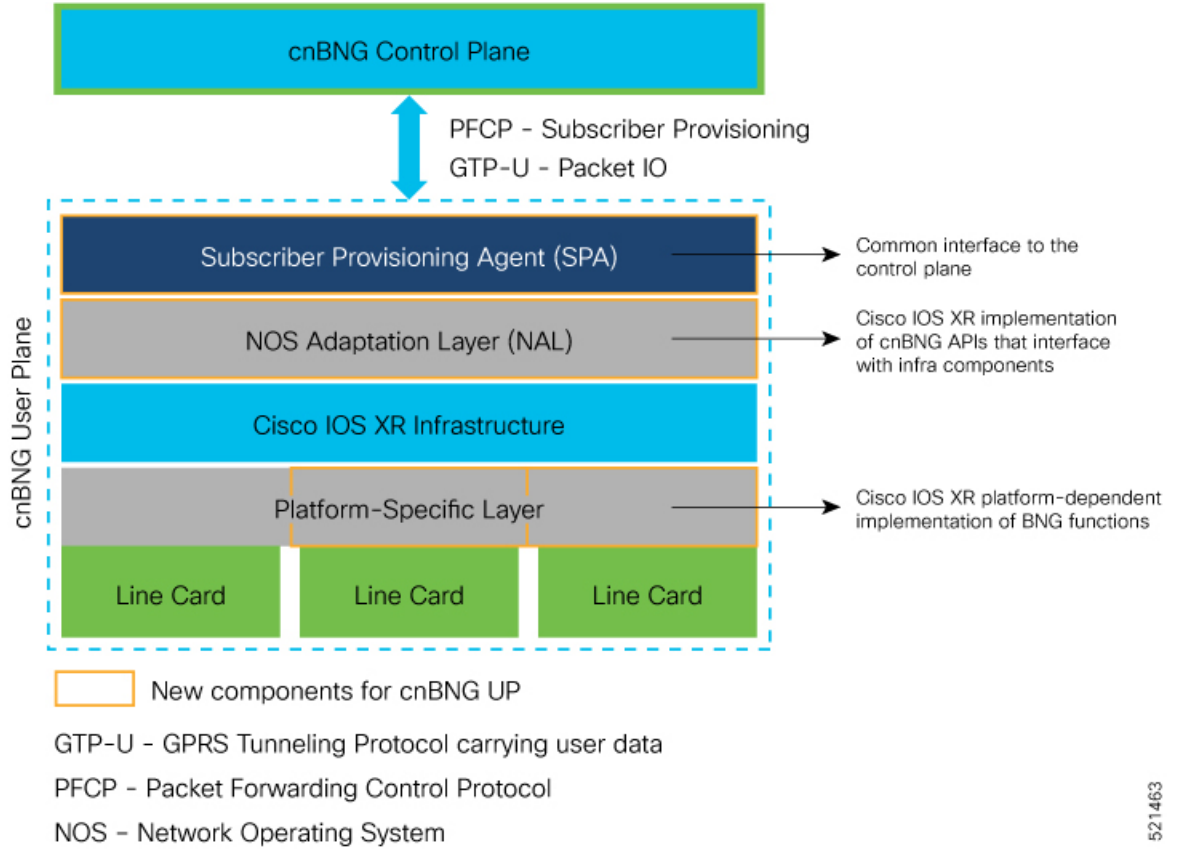 cnBNG Control Plane
PFCP - Subscriber Provisioning
GTP-U - Packet IO
cnBNG User Plane
Subscriber Provisioning Agent (SPA)
Common interface to the
control plane
NOS Adaptation Layer (NAL)
Cisco IOS XR implementation
of cnBNG APIs that interface
with infra components
Cisco IOS XR Infrastructure
Platform-Specific Layer
Cisco IOS XR platform-dependent
implementation of BNG functions
Line Card
Line Card
Line Card
New components for cnBNG UP
GTP-U - GPRS Tunneling Protocol carrying user data
PFCP - Packet Forwarding Control Protocol
NOS – Network Operating System
521463